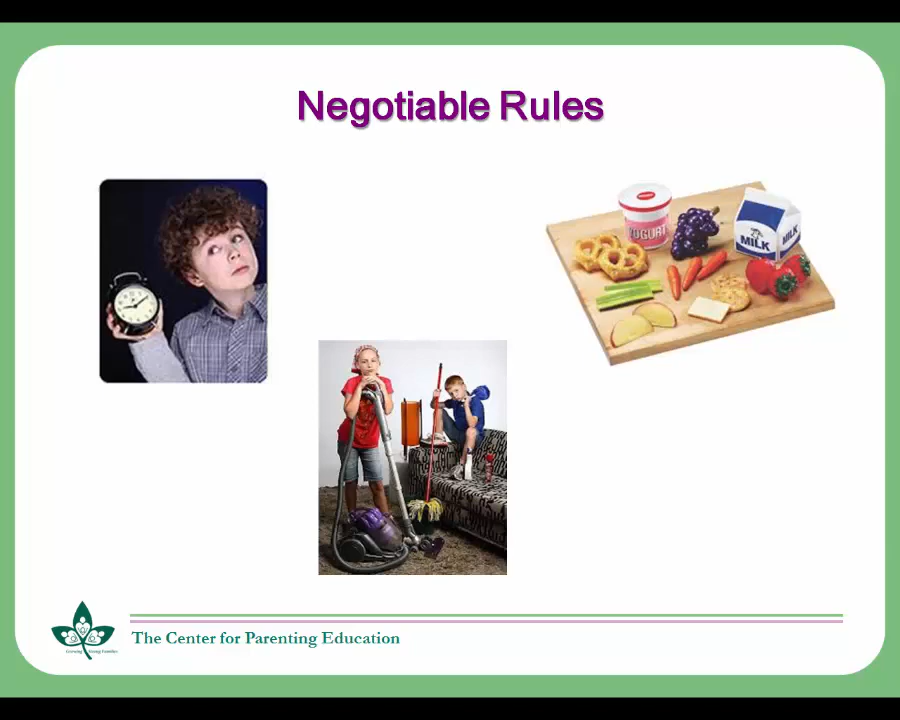 Negotiable Rules
YOGURT
MILK
MILK
The Center for Parenting Education